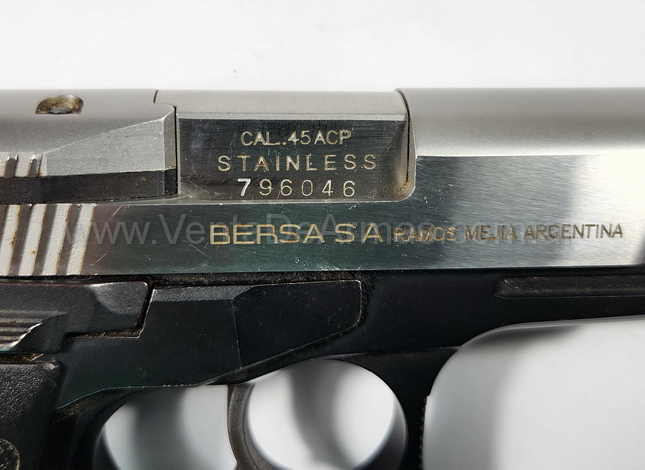 CAL. .45ACP
STAINLESS
796046
BERSA S A RAMOS MEJIA ARGENTINA